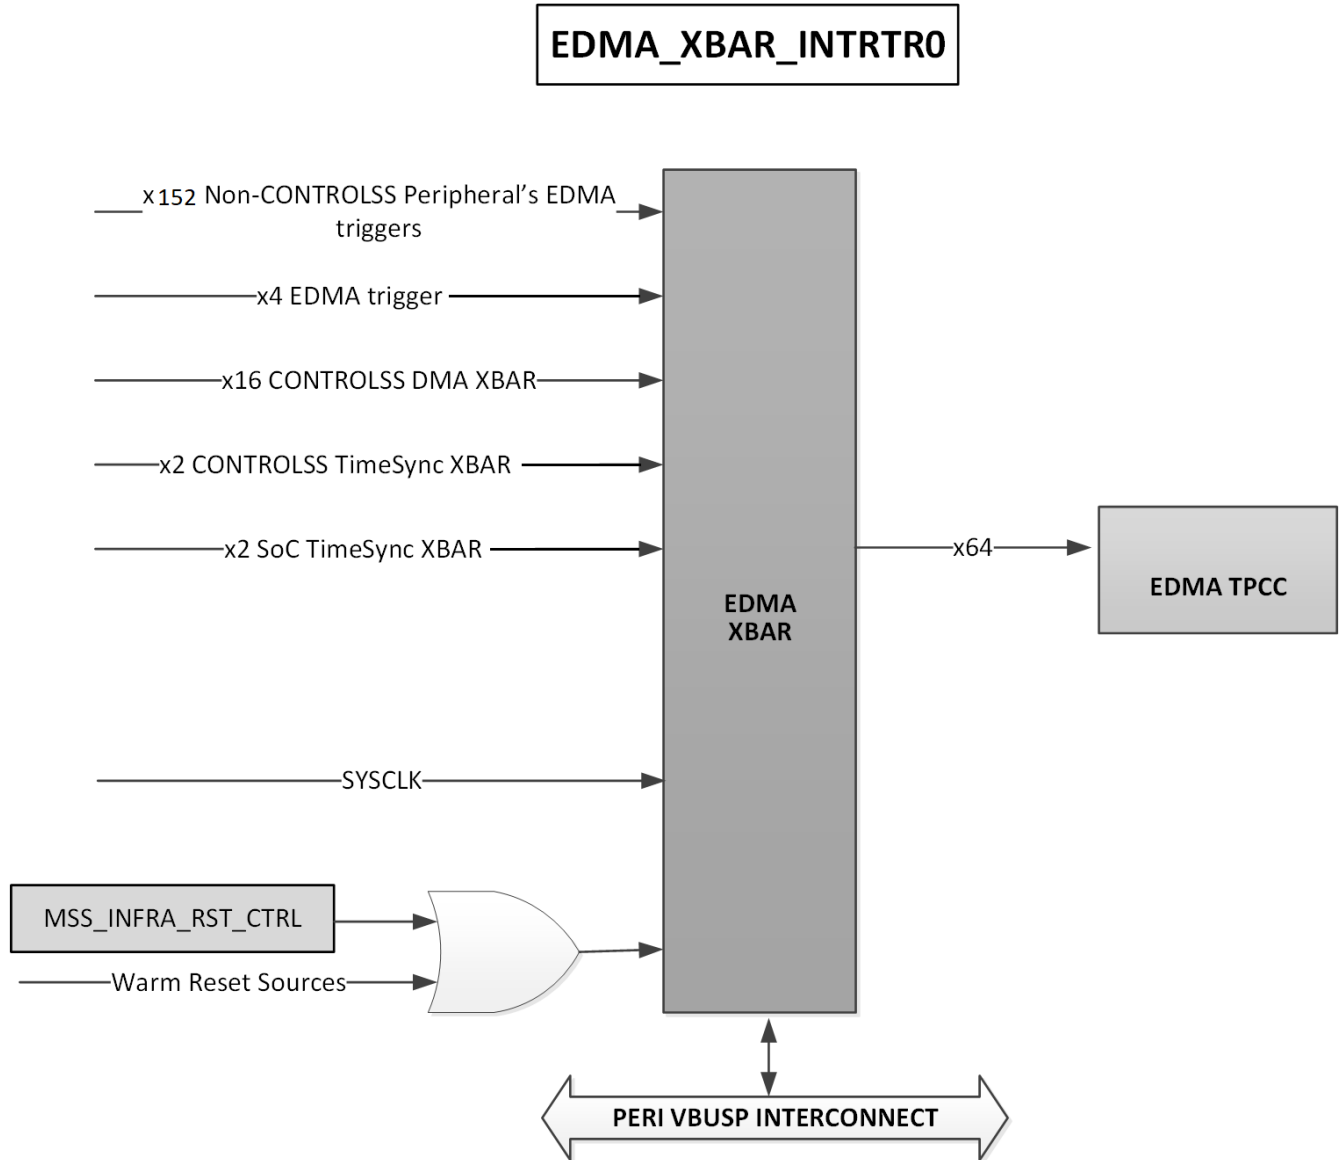 EDMA_XBAR_INTRTR0
x152 Non-CONTROLSS Peripheral’s EDMA
triggers
x4 EDMA trigger
x16 CONTROLSS DMA XBAR
x2 CONTROLSS TimeSync XBAR
x2 SoC TimeSync XBAR
x64
EDMA TPCC
EDMA
XBAR
SYSCLK
MSS_INFRA_RST_CTRL
Warm Reset Sources
PERI VBUSP INTERCONNECT